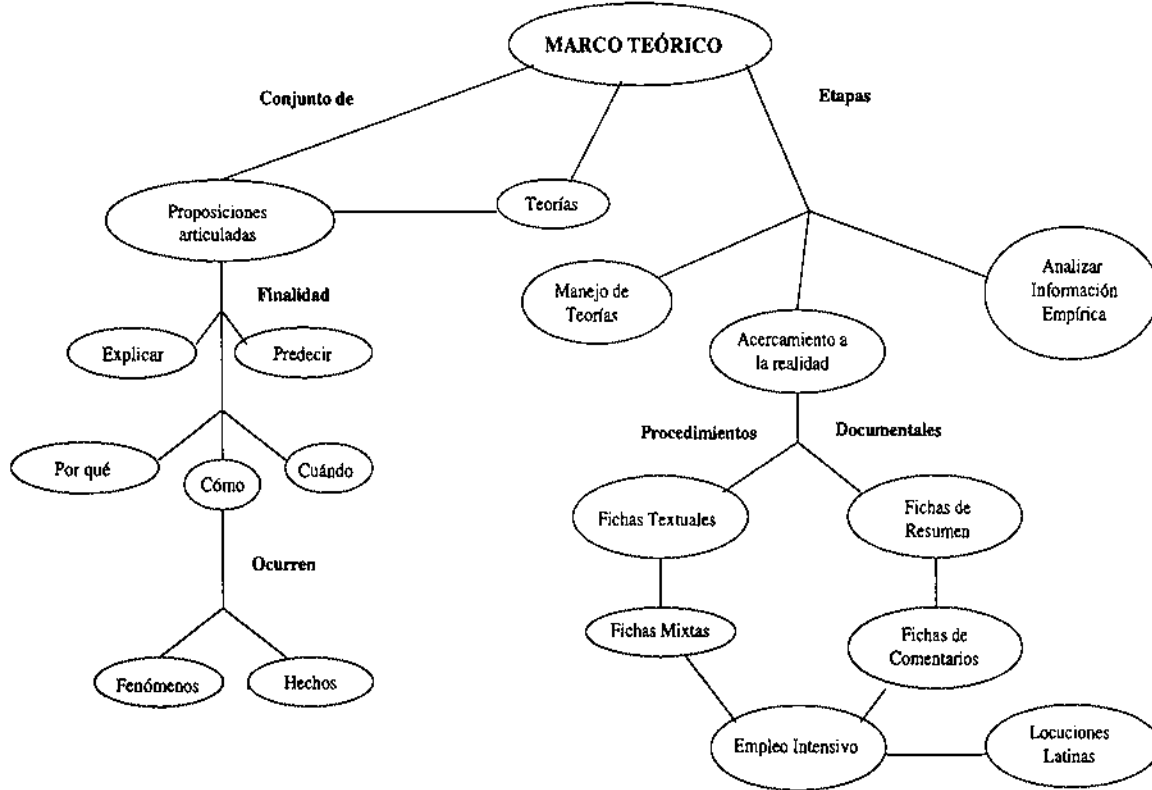 MARCO TEÓRICO
Conjunto de
Etapas
Teorías
Proposiciones
articuladas
Finalidad
Explicar
Predecir
Por qué
Cómo
Cuándo
Ocurren
Fenómenos
Hechos
Manejo de
Teorías
Acercamiento a
la realidad
Analizar
Información
Empírica
Procedimientos
Documentales
Fichas Textuales
Fichas de
Resumen
Fichas Mixtas
Fichas de
Comentarios
Empleo Intensivo
Locuciones
Latinas